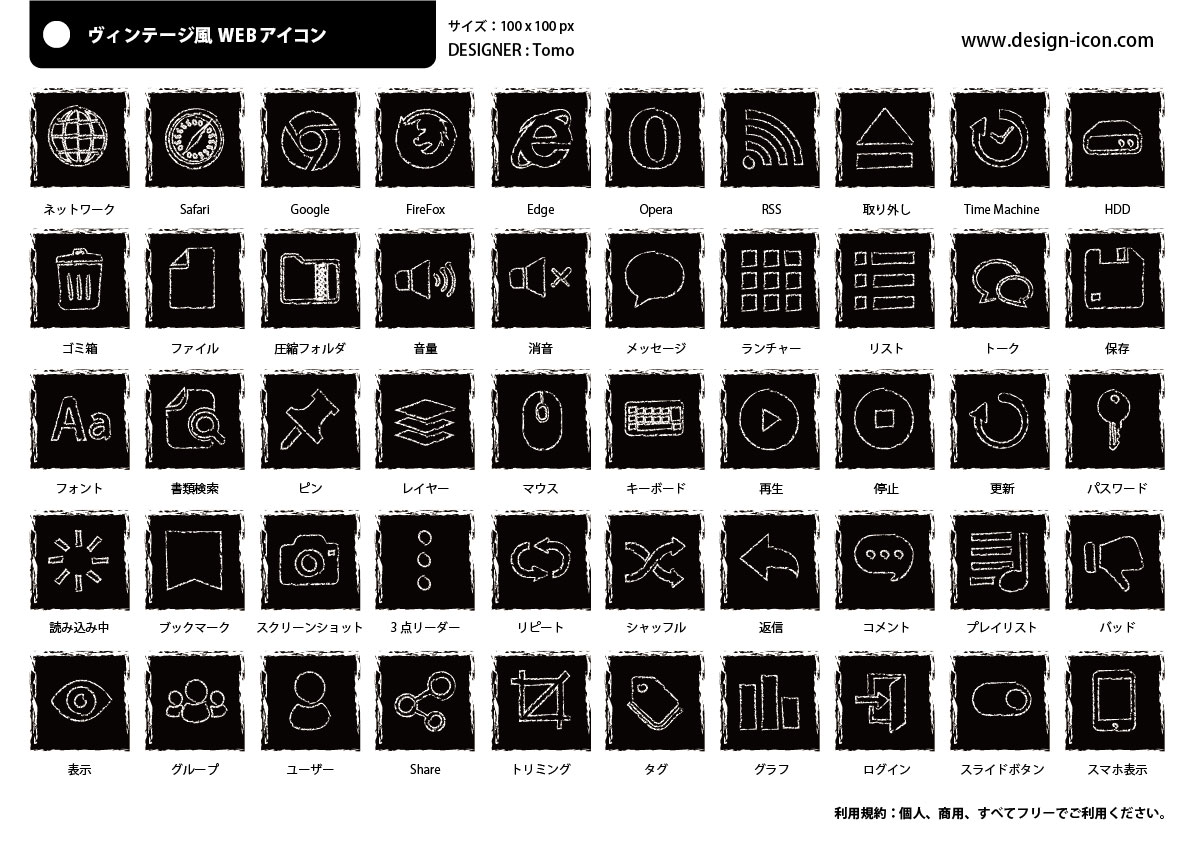 ヴィンテージ風 WEBアイコン
サイズ：100 x 100 px
DESIGNER : Tomo
www.design-icon.com
ネットワーク Safari Google FireFox Edge Opera RSS 取り外し Time Machine HDD
ゴミ箱 ファイル 圧縮フォルダ 音量 消音 メッセージ ランチャー リスト トーク 保存
Aa
フォント 書類検索 ピン レイヤー マウス キーボード 再生 停止 更新 パスワード
読み込み中 ブックマーク スクリーンショット 3点リーダー リピート シャッフル 返信 コメント プレイリスト バッド
表示 グループ ユーザー Share トリミング タグ グラフ ログイン スライドボタン スマホ表示
利用規約：個人、商用、すべてフリーでご利用ください。